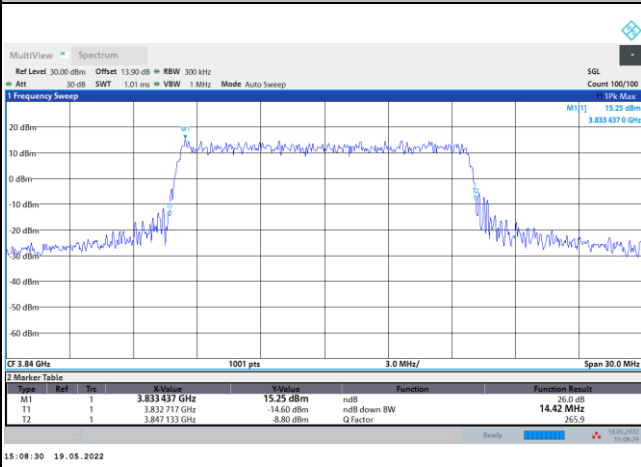 MultiView Spectrum
Ref Level 30.00 dBm Offset 13.90 dB RBW 300 kHz SGL
Att 30 dB SWT 1.01 ms VBW 1 MHz Mode Auto Sweep Count 100/100
1 Frequency Sweep 1Pk Max
M1[1] 15.25 dBm
3.833 437 0 GHz
M1
20 dBm
10 dBm
0 dBm
-10 dBm
-20 dBm
-30 dBm
-40 dBm
-50 dBm
-60 dBm
CF 3.84 GHz 1001 pts 3.0 MHz/ Span 30.0 MHz
2 Marker Table
Type Ref Trc X-Value Y-Value Function Function Result
M1 1 3.833 437 GHz 15.25 dBm ndB 26.0 dB
T1 1 3.832 717 GHz -14.60 dBm ndB down BW 14.42 MHz
T2 1 3.847 133 GHz -8.80 dBm Q Factor 265.9
Ready 19.05.2022
15:08:29
15:08:30 19.05.2022